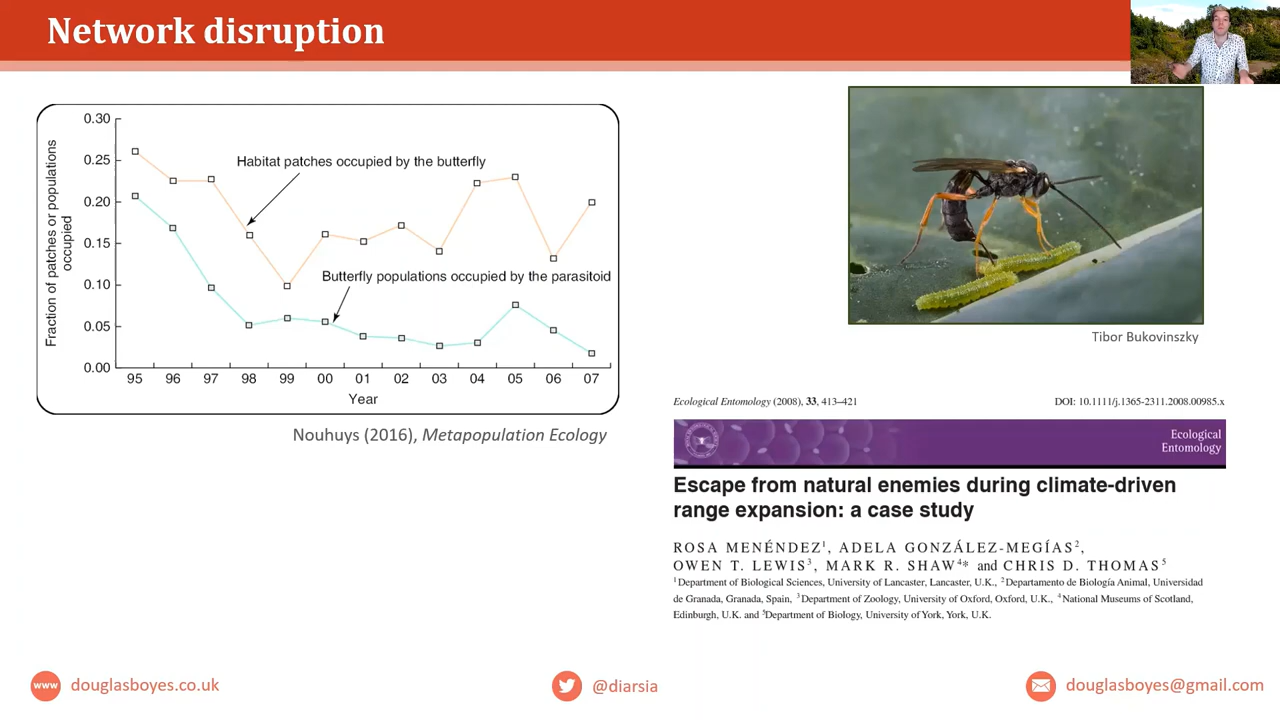 Network disruption
0.30
0.25
0.20
0.15
0.10
0.05
0.00
Fraction of patches or populations
occupied
Habitat patches occupied by the butterfly
Butterfly populations occupied by the parasitoid
95 96 97 98 99 00 01 02 03 04 05 06 07
Year
Nouhuys (2016), Metapopulation Ecology
Tibor Bukovinszky
Ecological Entomology (2008), 33, 413–421 DOI: 10.1111/j.1365-2311.2008.00985.x
Ecological
Entomology
Escape from natural enemies during climate-driven
range expansion: a case study
ROSA MENÉNDEZ1, ADELA GONZÁLEZ-MEGÍAS2,
OWEN T. LEWIS3, MARK R. SHAW4* and CHRIS D. THOMAS5
1Department of Biological Sciences, University of Lancaster, Lancaster, U.K., 2Departamento de Biología Animal, Universidad
de Granada, Granada, Spain, 3Department of Zoology, University of Oxford, Oxford, U.K., 4National Museums of Scotland,
Edinburgh, U.K. and 5Department of Biology, University of York, York, U.K.
www douglasboyes.co.uk
@diarsia
douglasboyes@gmail.com